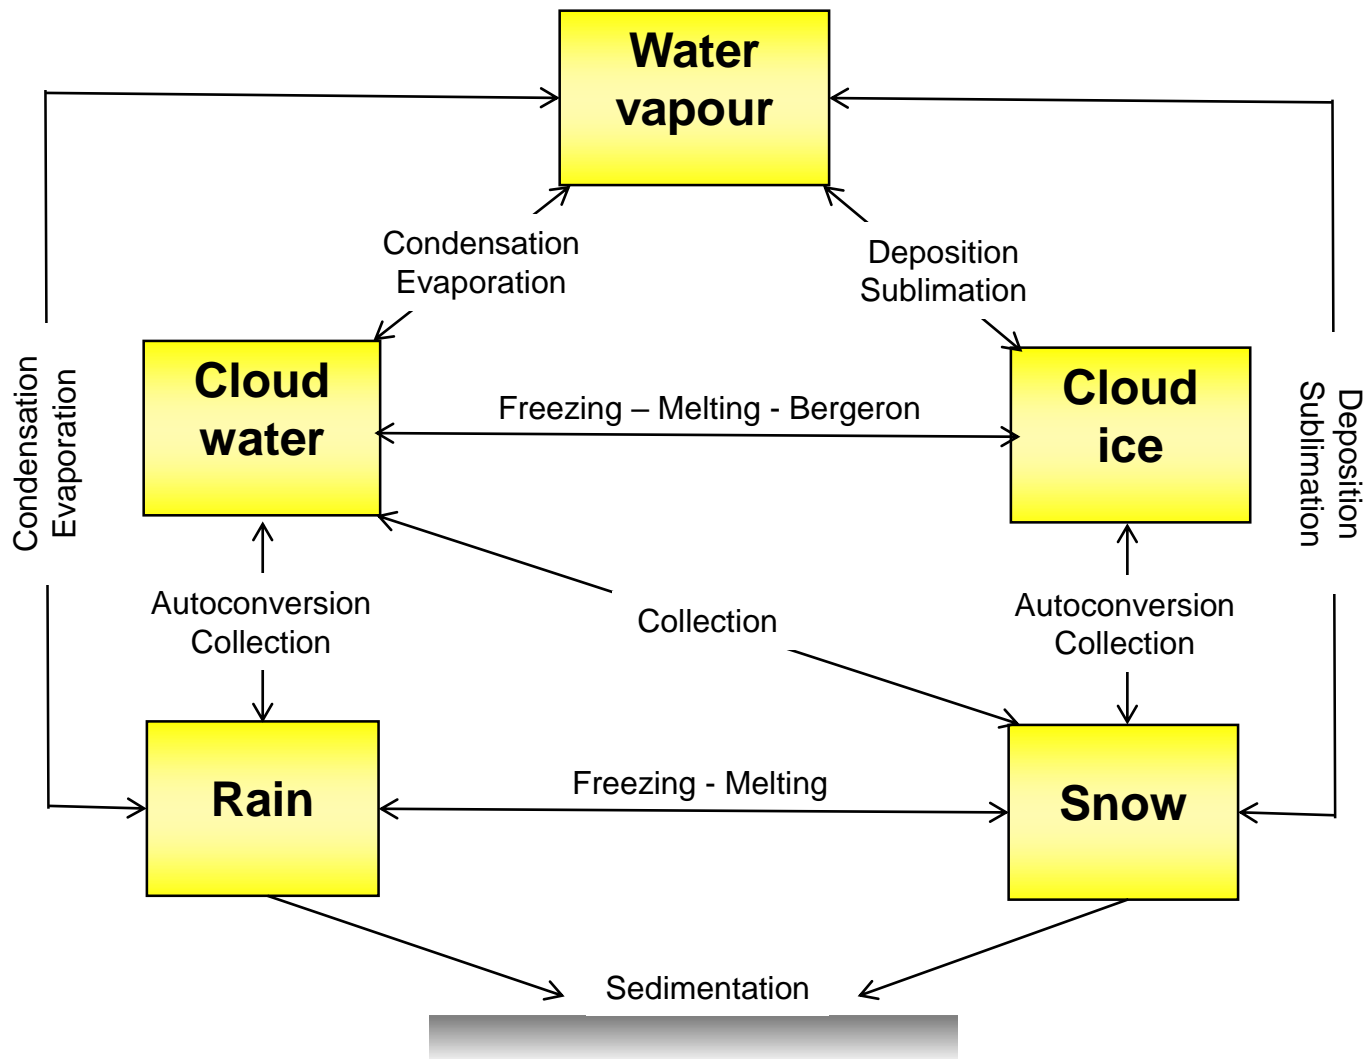 Water
vapour
Condensation
Evaporation
Deposition
Sublimation
Cloud
water
Freezing – Melting - Bergeron
Cloud
ice
Condensation
Evaporation
Deposition
Sublimation
Autoconversion
Collection
Collection
Autoconversion
Collection
Rain
Freezing - Melting
Snow
Sedimentation